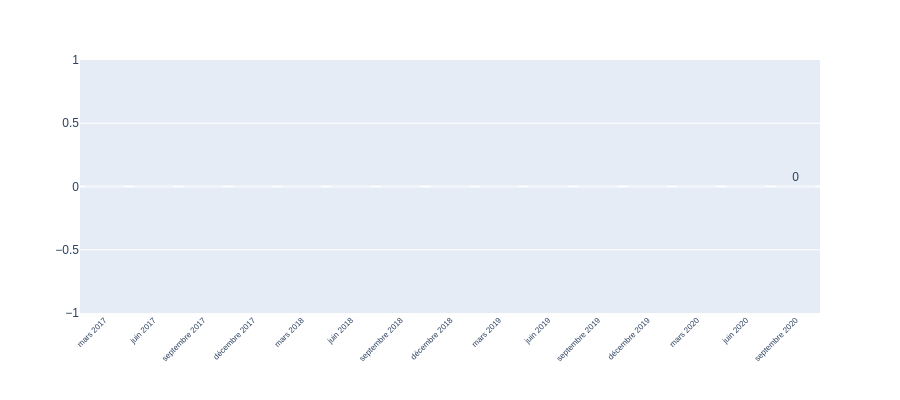 1
0.5
0
−0.5
−1
0
mars 2017
juin 2017
septembre 2017
décembre 2017
mars 2018
juin 2018
septembre 2018
décembre 2018
mars 2019
juin 2019
septembre 2019
décembre 2019
mars 2020
juin 2020
septembre 2020